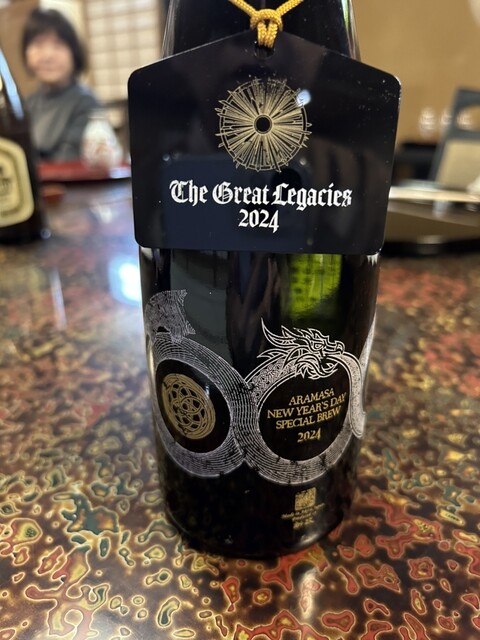 The Great Legacies
2024
ARAMASA
NEW YEAR'S DAY
SPECIAL BREW
2024